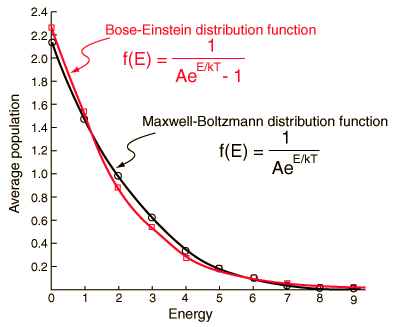 2.4
2.2
2.0
1.8
1.6
1.4
1.2
1.0
0.8
0.6
0.4
0.2
Average population
Bose-Einstein distribution function
f(E) = 1
Ae^E/kT - 1
Maxwell-Boltzmann distribution function
f(E) = 1
Ae^E/kT
0 1 2 3 4 5 6 7 8 9
Energy